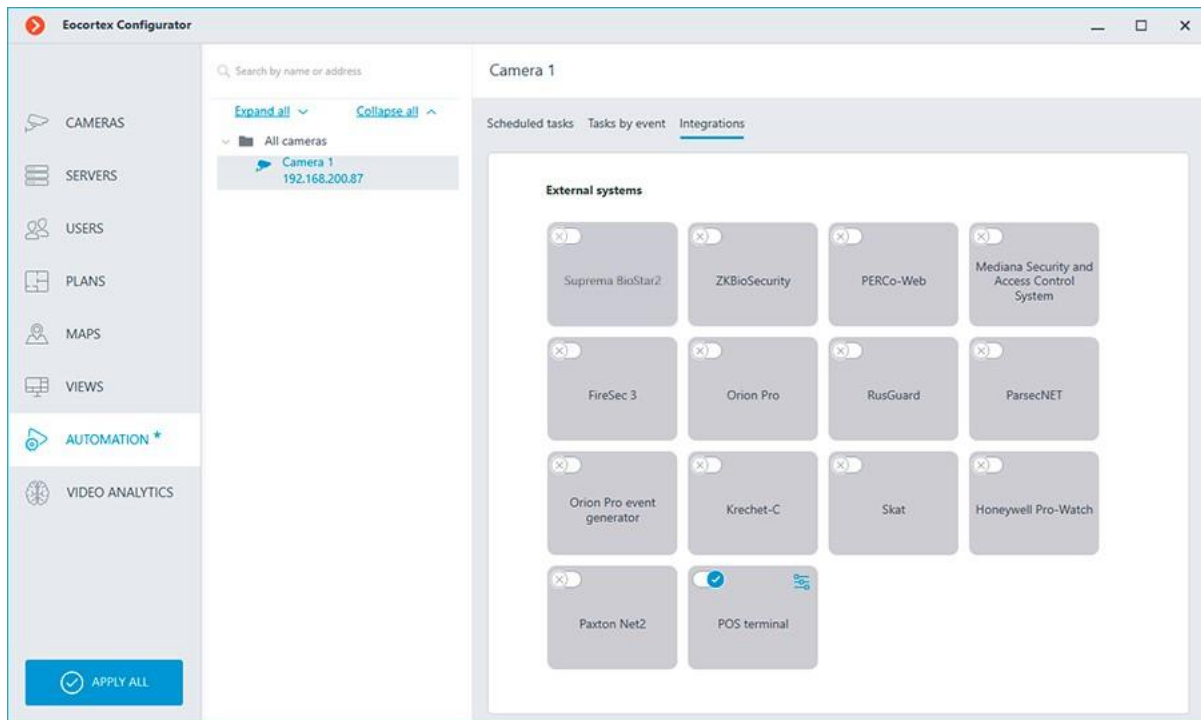 Eocortex Configurator
Search by name or address
Camera 1
Expand all
Collapse all
Scheduled tasks
Tasks by event
Integrations
CAMERAS
SERVERS
USERS
PLANS
MAPS
VIEWS
AUTOMATION *
VIDEO ANALYTICS
APPLY ALL
All cameras
Camera 1
192.168.200.87
External systems
Suprema BioStar2
ZKBioSecurity
PERCo-Web
Mediana Security and
Access Control
System
FireSec 3
Orion Pro
RusGuard
ParsecNET
Orion Pro event
generator
Krechet-C
Skat
Honeywell Pro-Watch
Paxton Net2
POS terminal